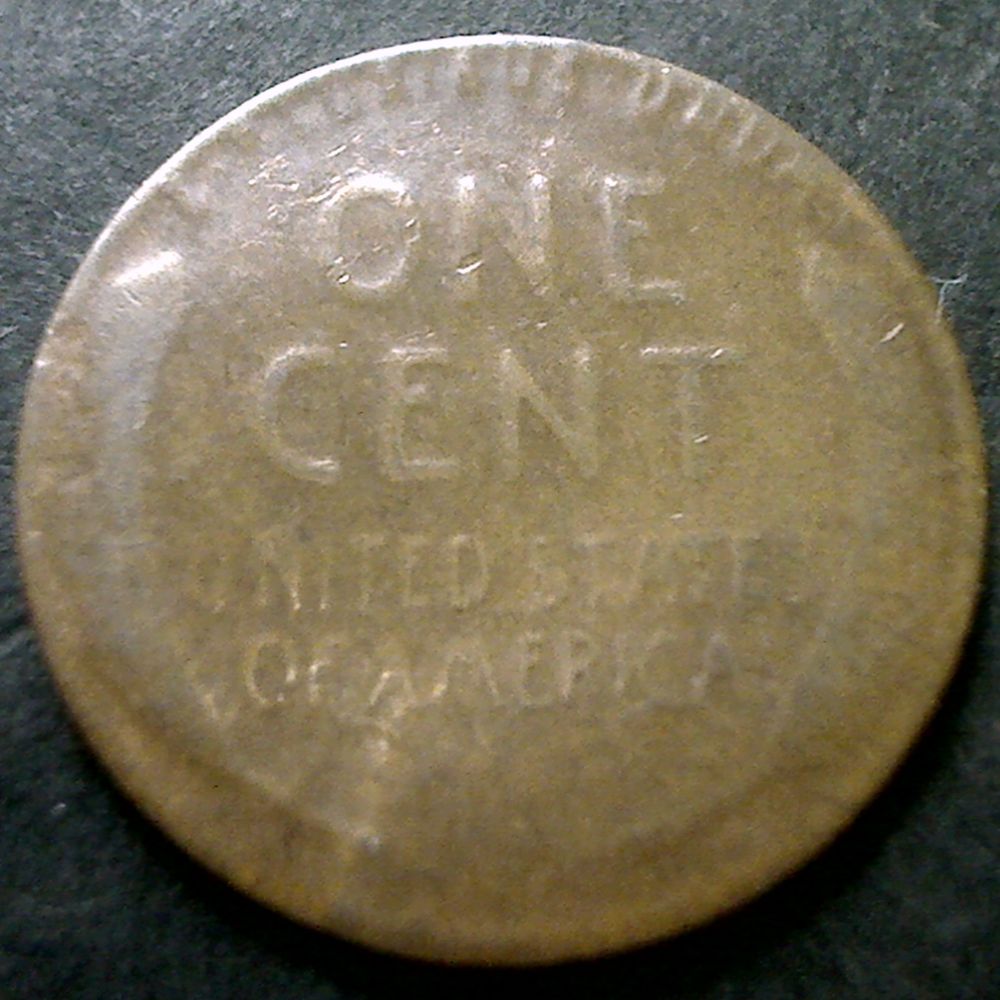 ONE
CENT
UNITED STATES
OF AMERICA